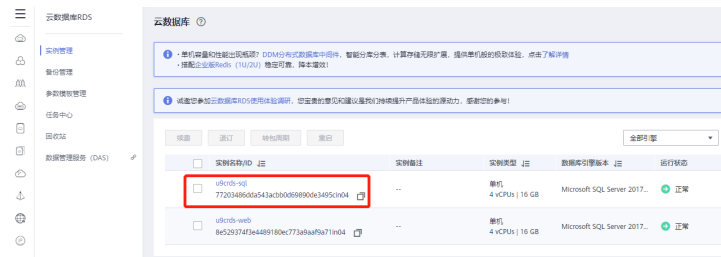 云数据库RDS
实例管理
备份管理
参数模板管理
任务中心
回收站
数据管理服务（DAS）
云数据库
· 单机容量和性能出现瓶颈？DDM分布式数据库中间件，智能分库分表，计算存储无限扩展，提供单机般的极致体验，点击了解详情
· 搭配企业版Redis（1U/2U）稳定可靠，降本增效！
诚邀您参加云数据库RDS使用体验调研，您宝贵的意见和建议是我们持续提升产品体验的源动力，感谢您的参与！
续费 退订 转包周期 重启 全部引擎
实例名称/ID 实例备注 实例类型 数据库引擎版本 运行状态
u9crds-sql
77203486dda543acbb0d69890de3495cin04 -- 单机 4 vCPUs | 16 GB Microsoft SQL Server 2017... 正常
u9crds-web
8e529374f3e4489180ec773a9aaf9a71in04 -- 单机 4 vCPUs | 16 GB Microsoft SQL Server 2017... 正常